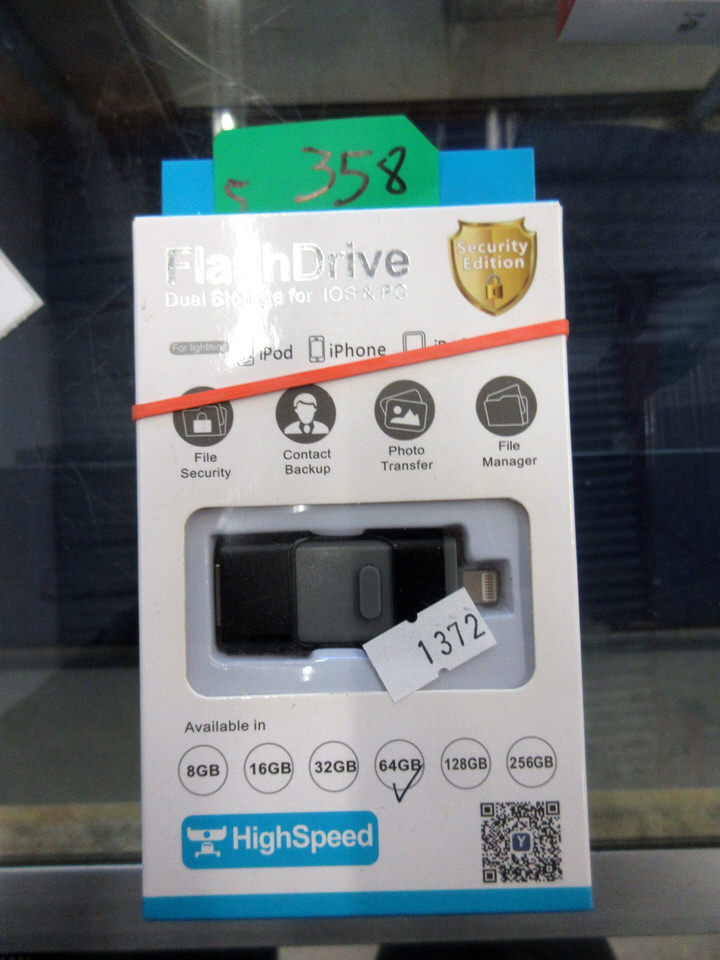 5 358
FlashDrive
Dual Storage for iOS & PC
Security
Edition
For lightning
iPod
iPhone
File
Security
Contact
Backup
Photo
Transfer
File
Manager
1372
Available in
8GB
16GB
32GB
64GB
128GB
256GB
HighSpeed
Y